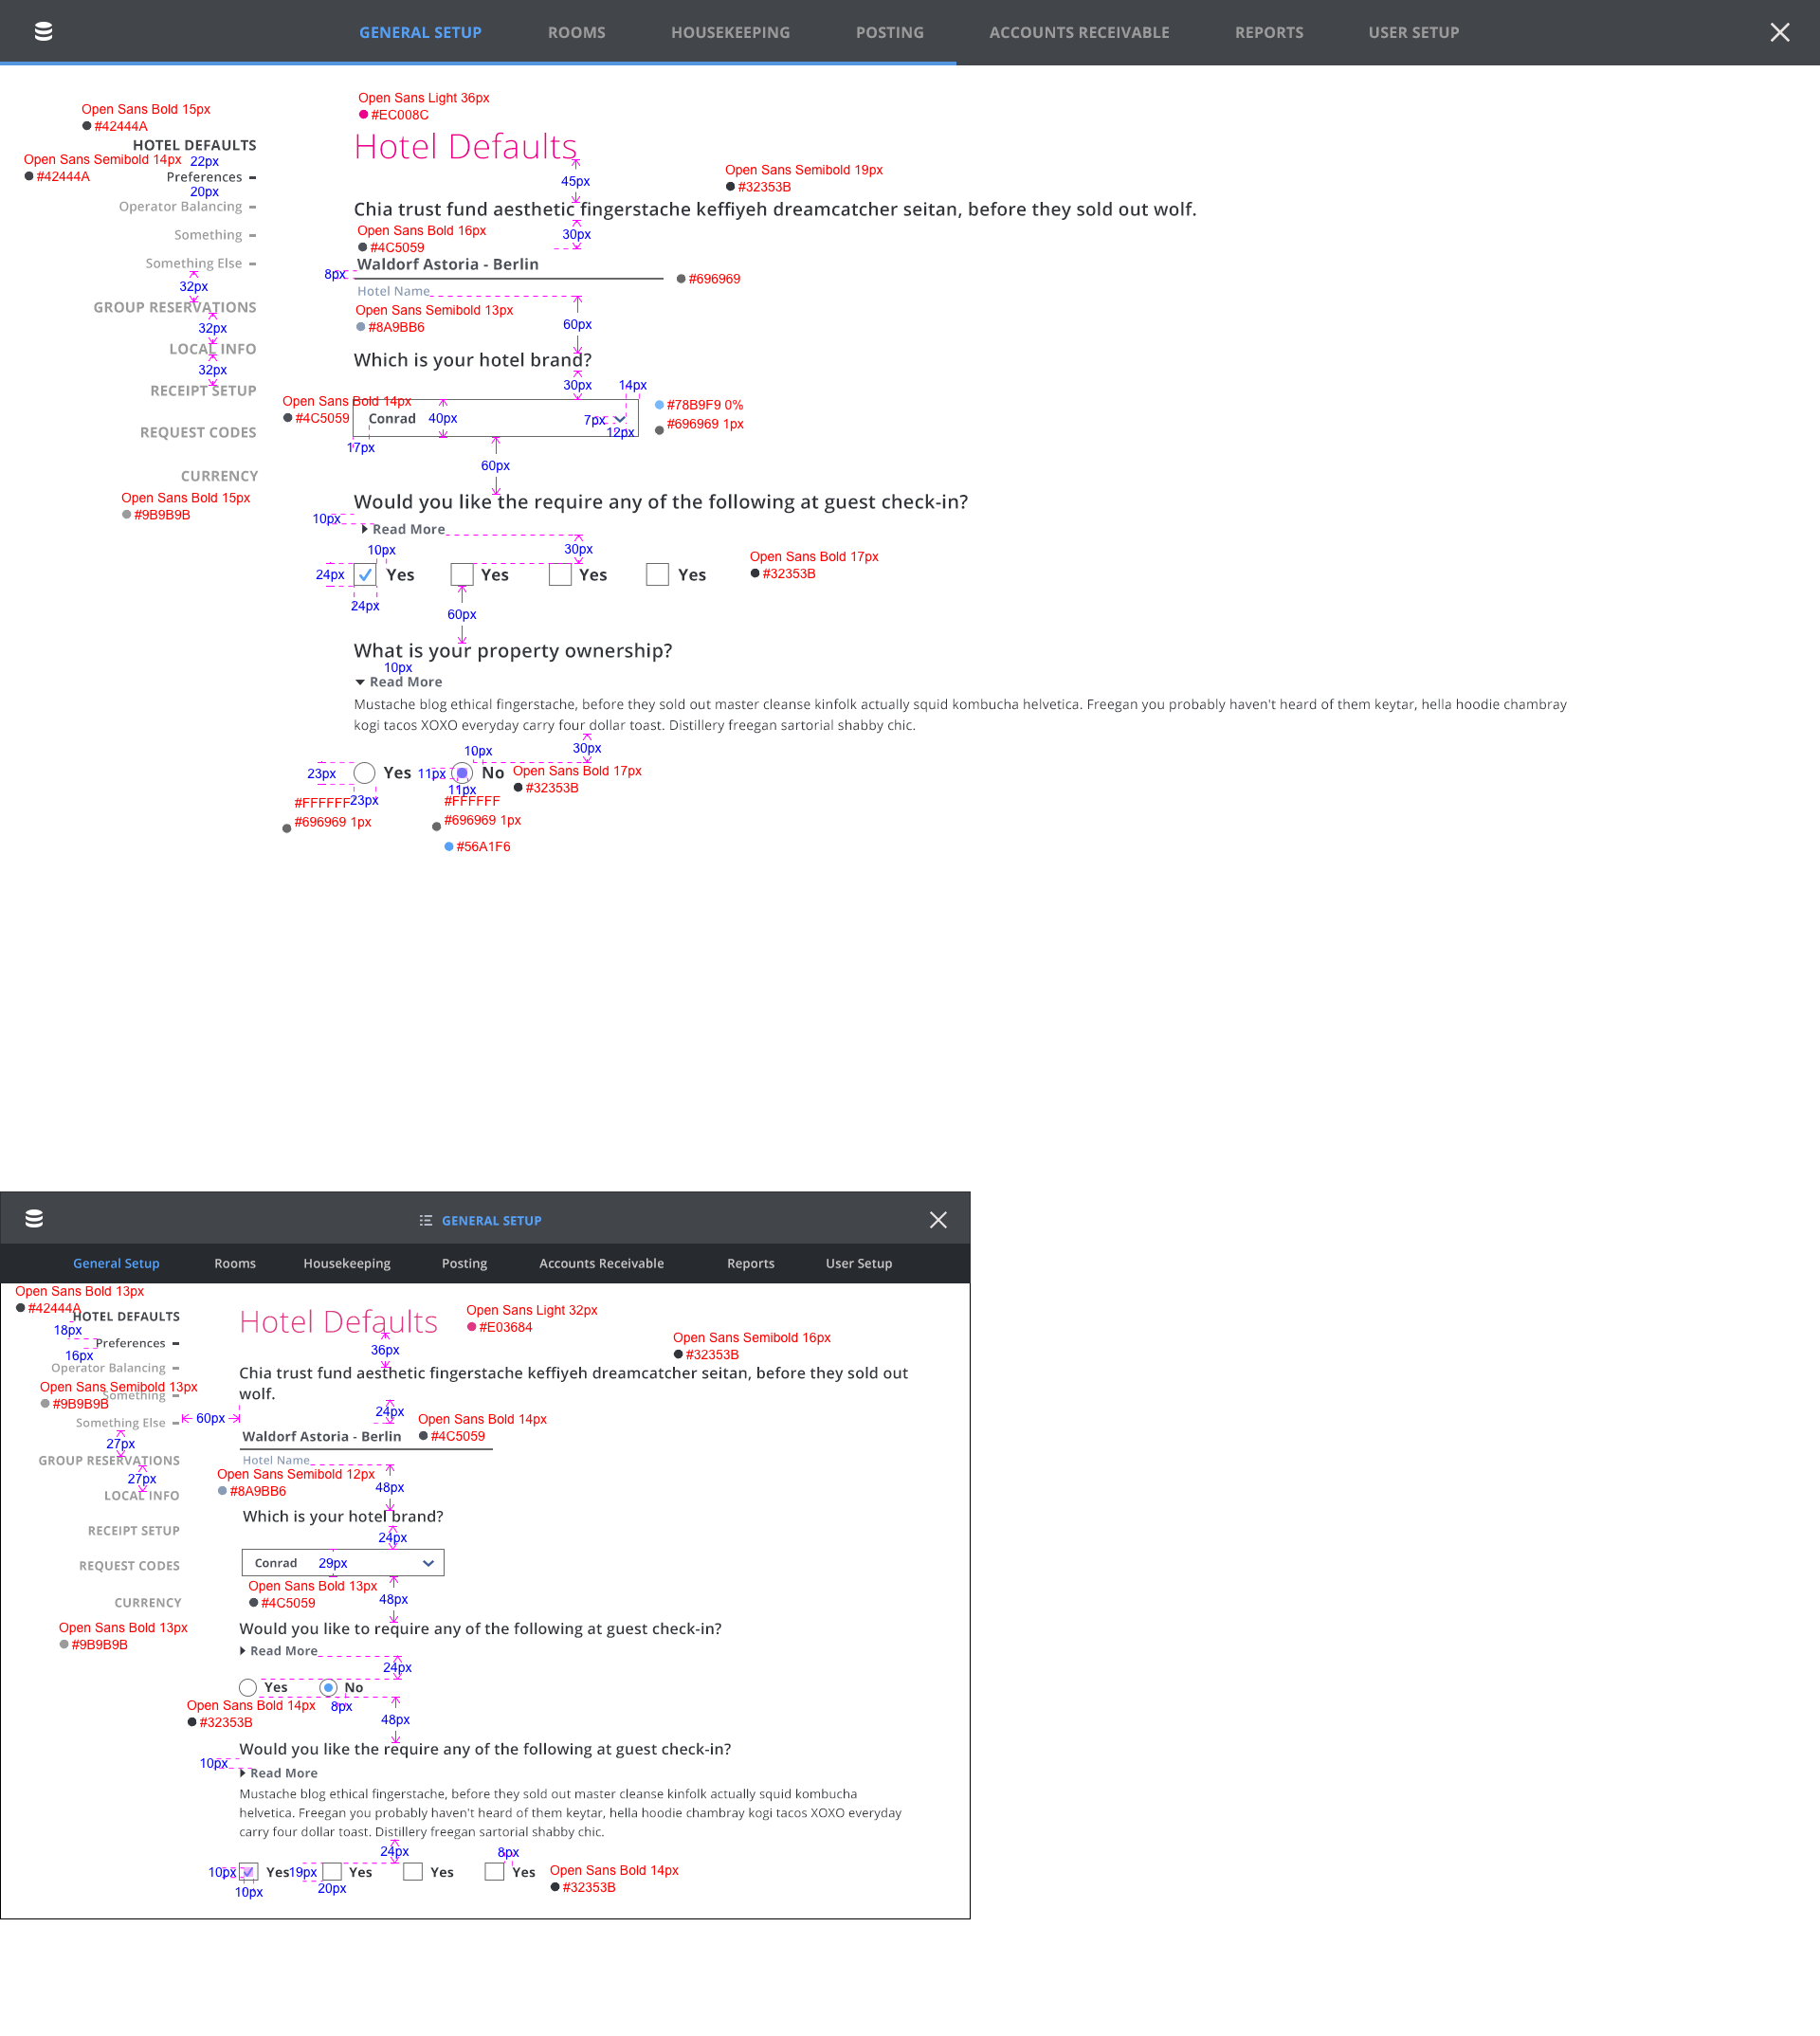 GENERAL SETUP ROOMS HOUSEKEEPING POSTING ACCOUNTS RECEIVABLE REPORTS USER SETUP
Open Sans Bold 15px
#42444A
HOTEL DEFAULTS
Open Sans Semibold 14px
#42444A
22px
Preferences
20px
Operator Balancing
Something
Something Else
32px
GROUP RESERVATIONS
32px
LOCAL INFO
32px
RECEIPT SETUP
REQUEST CODES
CURRENCY
Open Sans Bold 15px
#9B9B9B
Open Sans Light 36px
#EC008C
Hotel Defaults
45px
Open Sans Semibold 19px
#32353B
Chia trust fund aesthetic fingerstache keffiyeh dreamcatcher seitan, before they sold out wolf.
Open Sans Bold 16px
#4C5059
30px
Waldorf Astoria - Berlin
8px
#696969
Hotel Name
Open Sans Semibold 13px
#8A9BB6
60px
Which is your hotel brand?
30px
14px
Open Sans Bold 14px
#4C5059
Conrad
40px
7px
12px
17px
#78B9F9 0%
#696969 1px
60px
Would you like the require any of the following at guest check-in?
10px
Read More
10px
30px
24px
Yes Yes Yes Yes
24px
Open Sans Bold 17px
#32353B
60px
What is your property ownership?
10px
Read More
Mustache blog ethical fingerstache, before they sold out master cleanse kinfolk actually squid kombucha helvetica. Freegan you probably haven't heard of them keytar, hella hoodie chambray
kogi tacos XOXO everyday carry four dollar toast. Distillery freegan sartorial shabby chic.
10px
30px
23px
Yes
11px
No
Open Sans Bold 17px
#32353B
11px
#FFFFFF
23px
#FFFFFF
#696969 1px
#696969 1px
#56A1F6
GENERAL SETUP
General Setup Rooms Housekeeping Posting Accounts Receivable Reports User Setup
Open Sans Bold 13px
#42444A
HOTEL DEFAULTS
18px
Preferences
16px
Operator Balancing
Open Sans Semibold 13px
#9B9B9B
Something
Something Else
60px
27px
GROUP RESERVATIONS
27px
LOCAL INFO
RECEIPT SETUP
REQUEST CODES
CURRENCY
Open Sans Bold 13px
#9B9B9B
Hotel Defaults
Open Sans Light 32px
#E03684
36px
Open Sans Semibold 16px
#32353B
Chia trust fund aesthetic fingerstache keffiyeh dreamcatcher seitan, before they sold out
wolf.
24px
Open Sans Bold 14px
#4C5059
Waldorf Astoria - Berlin
Hotel Name
Open Sans Semibold 12px
#8A9BB6
48px
Which is your hotel brand?
24px
Conrad
29px
Open Sans Bold 13px
#4C5059
48px
Would you like to require any of the following at guest check-in?
Read More
24px
Yes No
Open Sans Bold 14px
#32353B
8px
48px
Would you like the require any of the following at guest check-in?
10px
Read More
Mustache blog ethical fingerstache, before they sold out master cleanse kinfolk actually squid kombucha
helvetica. Freegan you probably haven't heard of them keytar, hella hoodie chambray kogi tacos XOXO everyday
carry four dollar toast. Distillery freegan sartorial shabby chic.
24px
8px
10px
Yes
19px
Yes Yes Yes
10px
20px
Open Sans Bold 14px
#32353B